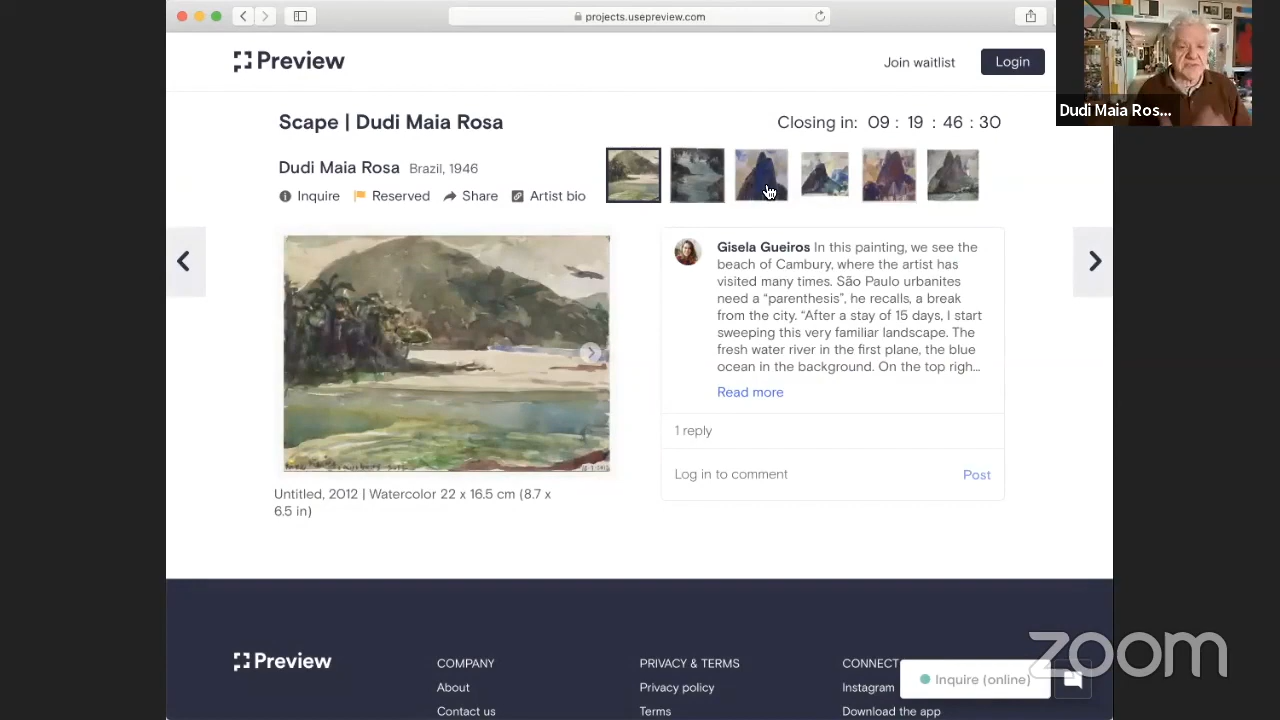 projects.usepreview.com
Preview
Join waitlist
Login
Dudi Maia Ros...
Scape | Dudi Maia Rosa
Closing in: 09 : 19 : 46 : 30
Dudi Maia Rosa Brazil, 1946
Inquire Reserved Share Artist bio
Gisela Gueiros In this painting, we see the
beach of Cambury, where the artist has
visited many times. São Paulo urbanites
need a “parenthesis”, he recalls, a break
from the city. “After a stay of 15 days, I start
sweeping this very familiar landscape. The
fresh water river in the first plane, the blue
ocean in the background. On the top righ...
Read more
1 reply
Log in to comment
Post
Untitled, 2012 | Watercolor 22 x 16.5 cm (8.7 x
6.5 in)
Preview
COMPANY
About
Contact us
PRIVACY & TERMS
Privacy policy
Terms
CONNECT
Instagram
Download the app
Inquire (online)
zoom